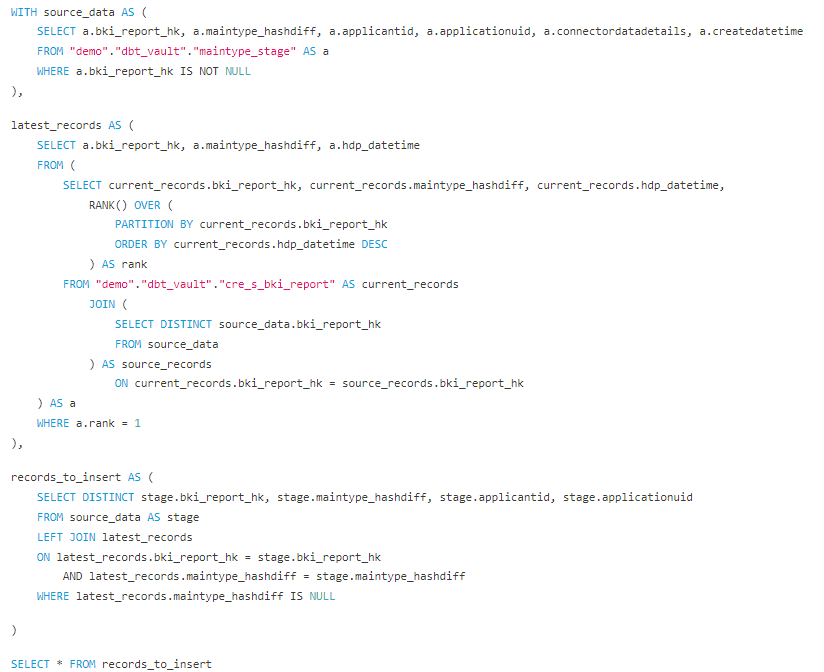 WITH source_data AS (
    SELECT a.bki_report_hk, a.maintype_hashdiff, a.applicantid, a.applicationuid, a.connectordatadetails, a.createdatetime
    FROM "demo"."dbt_vault"."maintype_stage" AS a
    WHERE a.bki_report_hk IS NOT NULL
),
latest_records AS (
    SELECT a.bki_report_hk, a.maintype_hashdiff, a.hdp_datetime
    FROM (
        SELECT current_records.bki_report_hk, current_records.maintype_hashdiff, current_records.hdp_datetime,
            RANK() OVER (
                PARTITION BY current_records.bki_report_hk
                ORDER BY current_records.hdp_datetime DESC
            ) AS rank
        FROM "demo"."dbt_vault"."cre_s_bki_report" AS current_records
            JOIN (
                SELECT DISTINCT source_data.bki_report_hk
                FROM source_data
            ) AS source_records
                ON current_records.bki_report_hk = source_records.bki_report_hk
    ) AS a
    WHERE a.rank = 1
),
records_to_insert AS (
    SELECT DISTINCT stage.bki_report_hk, stage.maintype_hashdiff, stage.applicantid, stage.applicationuid
    FROM source_data AS stage
    LEFT JOIN latest_records
    ON latest_records.bki_report_hk = stage.bki_report_hk
        AND latest_records.maintype_hashdiff = stage.maintype_hashdiff
    WHERE latest_records.maintype_hashdiff IS NULL
)
SELECT * FROM records_to_insert